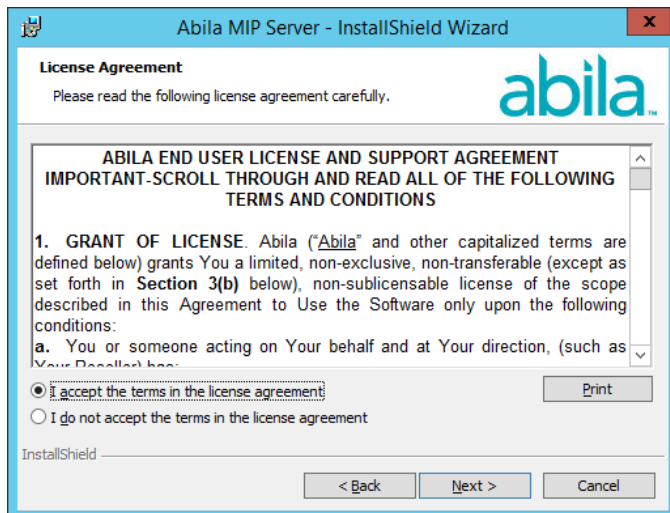 Abila MIP Server - InstallShield Wizard
x
License Agreement
Please read the following license agreement carefully.
abila
ABILA END USER LICENSE AND SUPPORT AGREEMENT
IMPORTANT-SCROLL THROUGH AND READ ALL OF THE FOLLOWING
TERMS AND CONDITIONS
1. GRANT OF LICENSE. Abila ("Abila" and other capitalized terms are
defined below) grants You a limited, non-exclusive, non-transferable (except as
set forth in Section 3(b) below), non-sublicensable license of the scope
described in this Agreement to Use the Software only upon the following
conditions:
a. You or someone acting on Your behalf and at Your direction, (such as
Your Reseller) has:
I accept the terms in the license agreement
Print
I do not accept the terms in the license agreement
InstallShield
< Back
Next >
Cancel